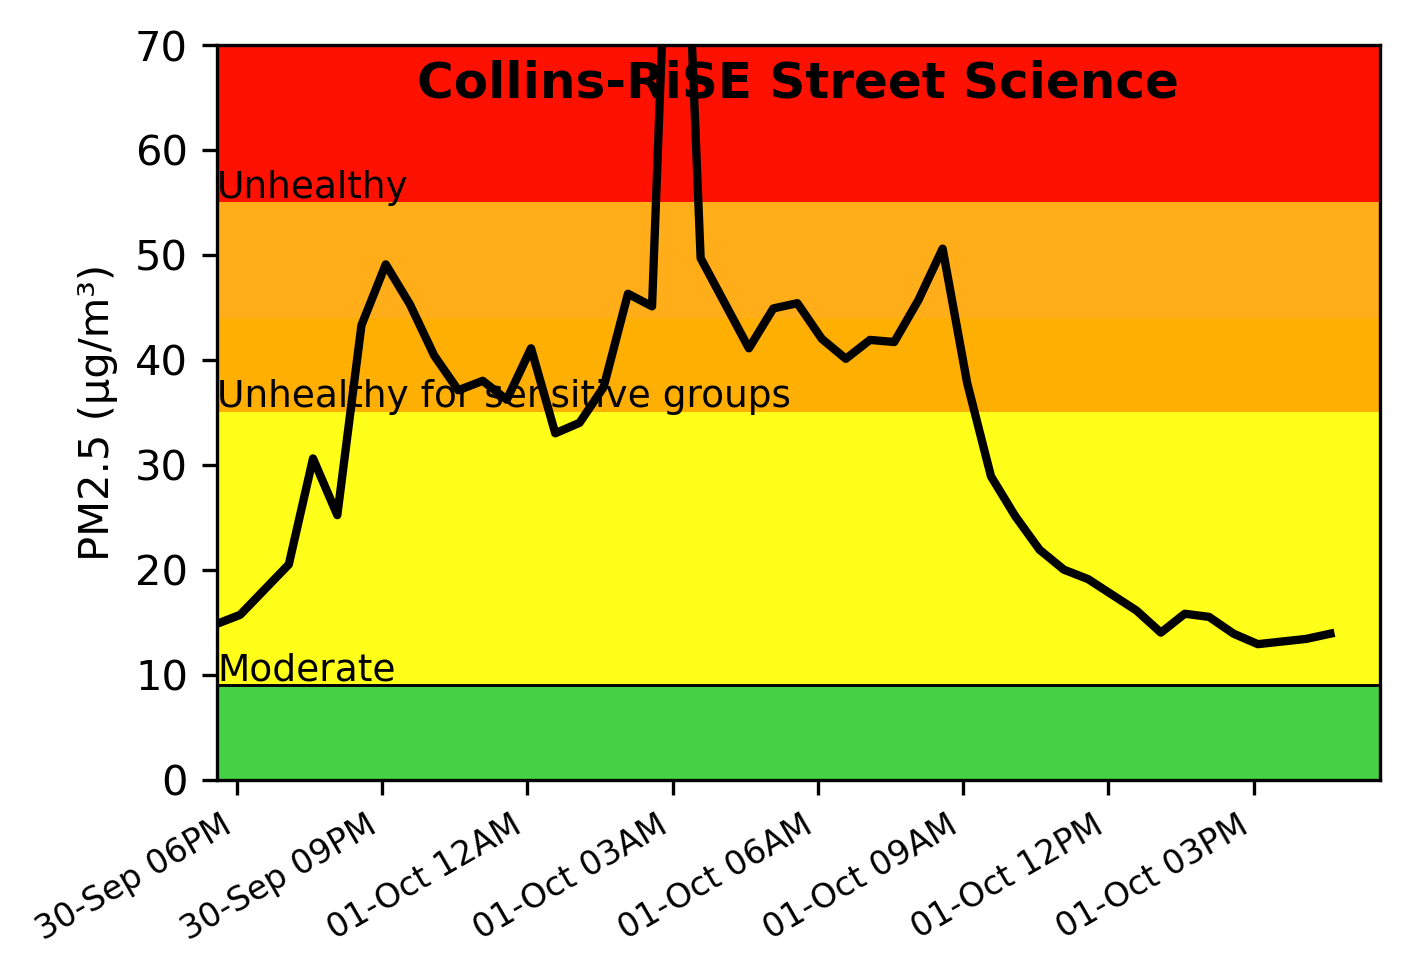 Collins-RiSE Street Science
70
60
50
40
30
20
10
0
PM2.5 (µg/m³)
Unhealthy
Unhealthy for sensitive groups
Moderate
30-Sep 06PM
30-Sep 09PM
01-Oct 12AM
01-Oct 03AM
01-Oct 06AM
01-Oct 09AM
01-Oct 12PM
01-Oct 03PM